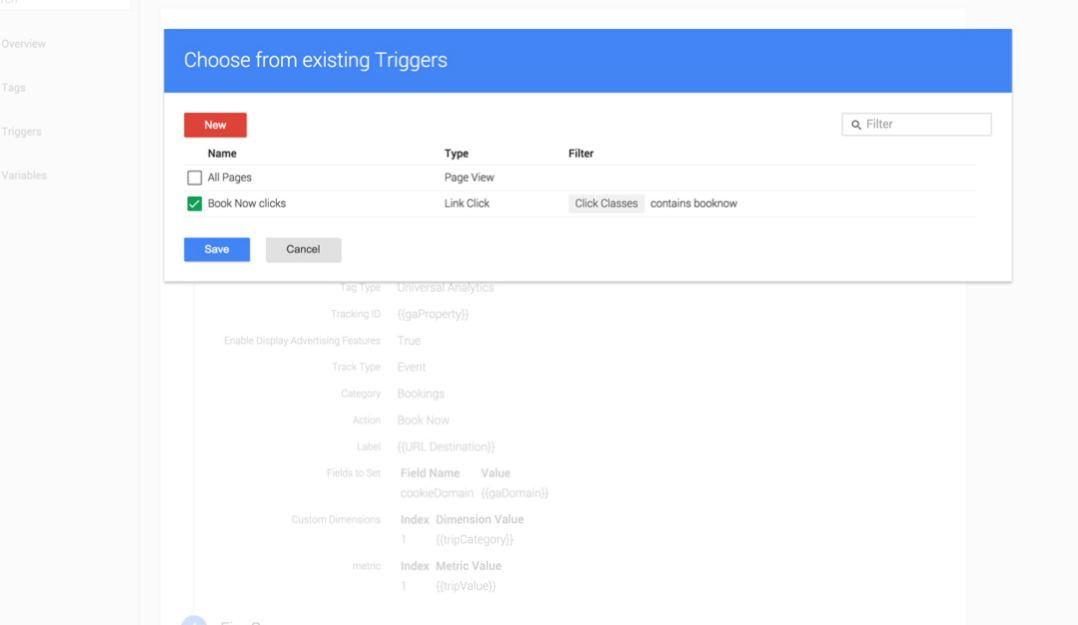 Overview
Tags
Triggers
Variables
Choose from existing Triggers
New
Filter
Name Type Filter
All Pages Page View
Book Now clicks Link Click Click Classes contains booknow
Save Cancel
Tag Type Universal Analytics
Tracking ID {{gaProperty}}
Enable Display Advertising Features True
Track Type Event
Category Bookings
Action Book Now
Label {{URL Destination}}
Fields to Set Field Name Value
cookieDomain {{gaDomain}}
Custom Dimensions Index Dimension Value
1 {{tripCategory}}
metric Index Metric Value
1 {{tripValue}}